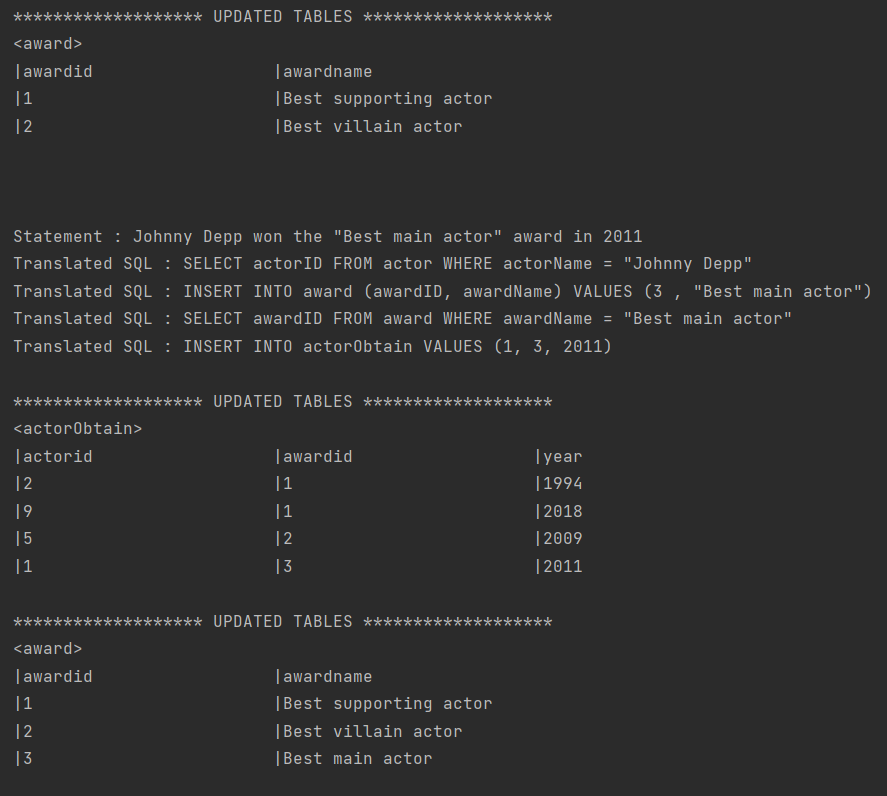 ******************* UPDATED TABLES *******************
<award>
|awardid                  |awardname
|1                        |Best supporting actor
|2                        |Best villain actor
Statement : Johnny Depp won the "Best main actor" award in 2011
Translated SQL : SELECT actorID FROM actor WHERE actorName = "Johnny Depp"
Translated SQL : INSERT INTO award (awardID, awardName) VALUES (3 , "Best main actor")
Translated SQL : SELECT awardID FROM award WHERE awardName = "Best main actor"
Translated SQL : INSERT INTO actorObtain VALUES (1, 3, 2011)
******************* UPDATED TABLES *******************
<actorObtain>
|actorid                  |awardid                  |year
|2                        |1                        |1994
|9                        |1                        |2018
|5                        |2                        |2009
|1                        |3                        |2011
******************* UPDATED TABLES *******************
<award>
|awardid                  |awardname
|1                        |Best supporting actor
|2                        |Best villain actor
|3                        |Best main actor